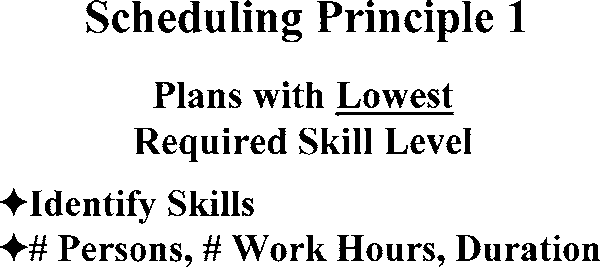 Scheduling Principle 1
Plans with Lowest
Required Skill Level
✦Identify Skills
✦# Persons, # Work Hours, Duration